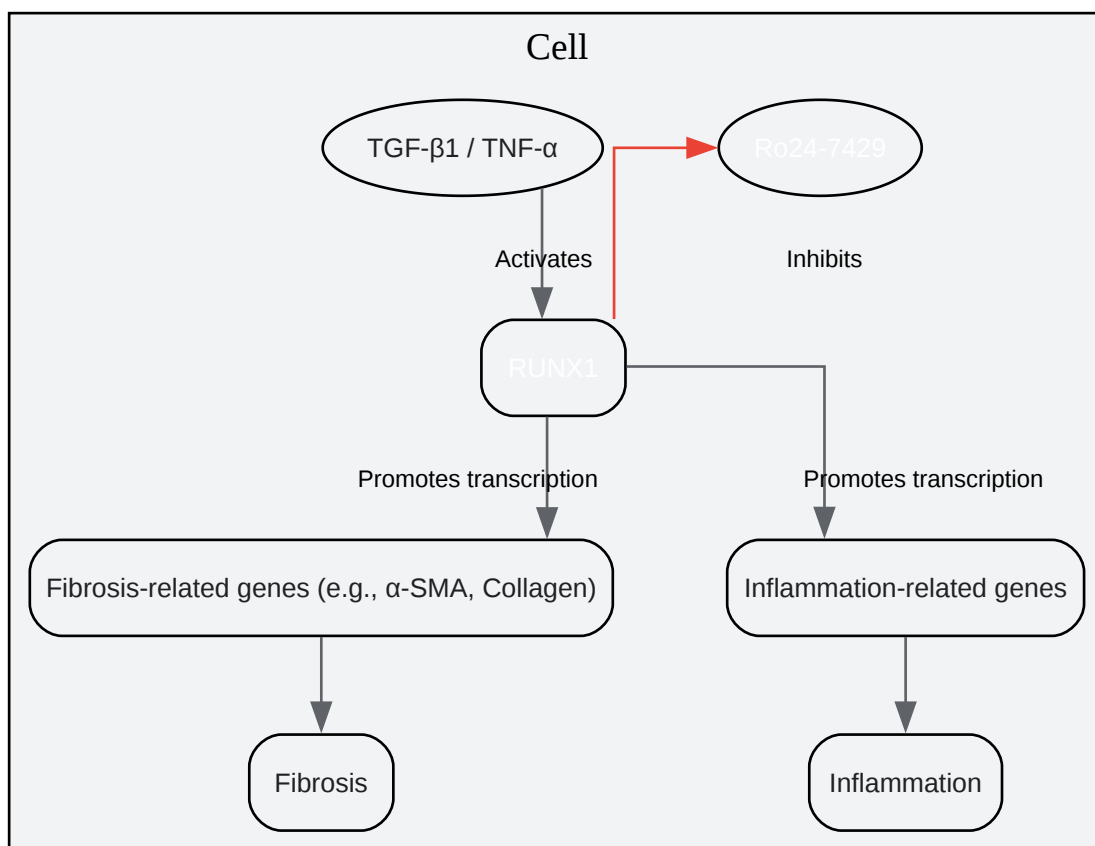 Cell
TGF-β1 / TNF-α
Ro24-7429
Activates
Inhibits
RUNX1
Promotes transcription
Promotes transcription
Fibrosis-related genes (e.g., α-SMA, Collagen)
Inflammation-related genes
Fibrosis
Inflammation